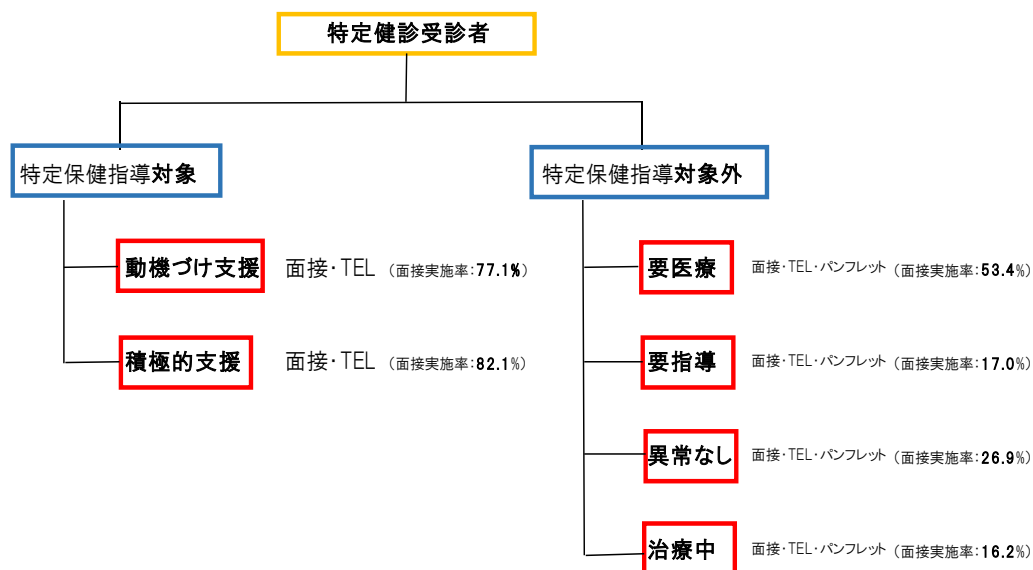 特定健診受診者
特定保健指導対象
特定保健指導対象外
動機づけ支援 面接・TEL (面接実施率:77.1%)
積極的支援 面接・TEL (面接実施率:82.1%)
要医療 面接・TEL・パンフレット (面接実施率:53.4%)
要指導 面接・TEL・パンフレット (面接実施率:17.0%)
異常なし 面接・TEL・パンフレット (面接実施率:26.9%)
治療中 面接・TEL・パンフレット (面接実施率:16.2%)